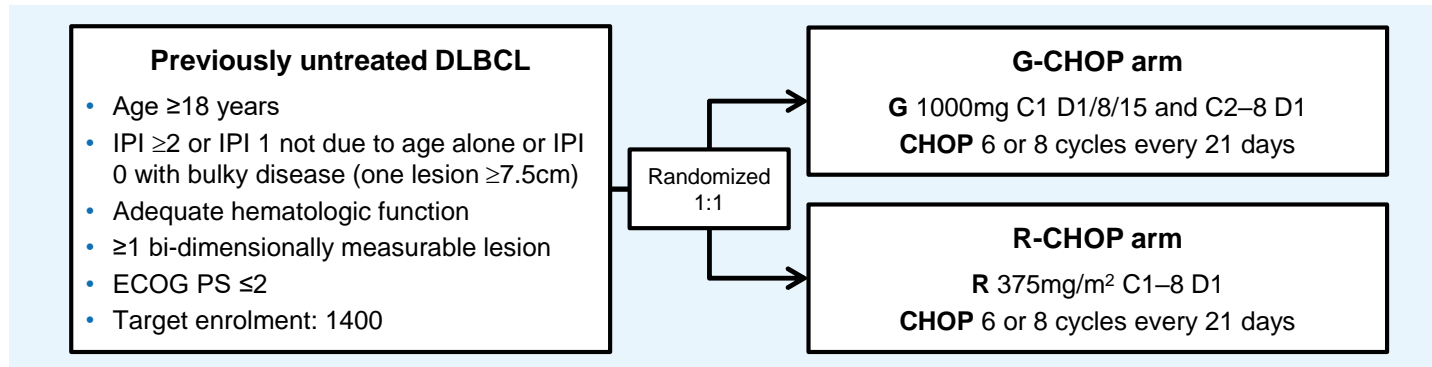 Previously untreated DLBCL
• Age ≥18 years
• IPI ≥2 or IPI 1 not due to age alone or IPI
0 with bulky disease (one lesion ≥7.5cm)
• Adequate hematologic function
• ≥1 bi-dimensionally measurable lesion
• ECOG PS ≤2
• Target enrolment: 1400
Randomized
1:1
G-CHOP arm
G 1000mg C1 D1/8/15 and C2–8 D1
CHOP 6 or 8 cycles every 21 days
R-CHOP arm
R 375mg/m² C1–8 D1
CHOP 6 or 8 cycles every 21 days